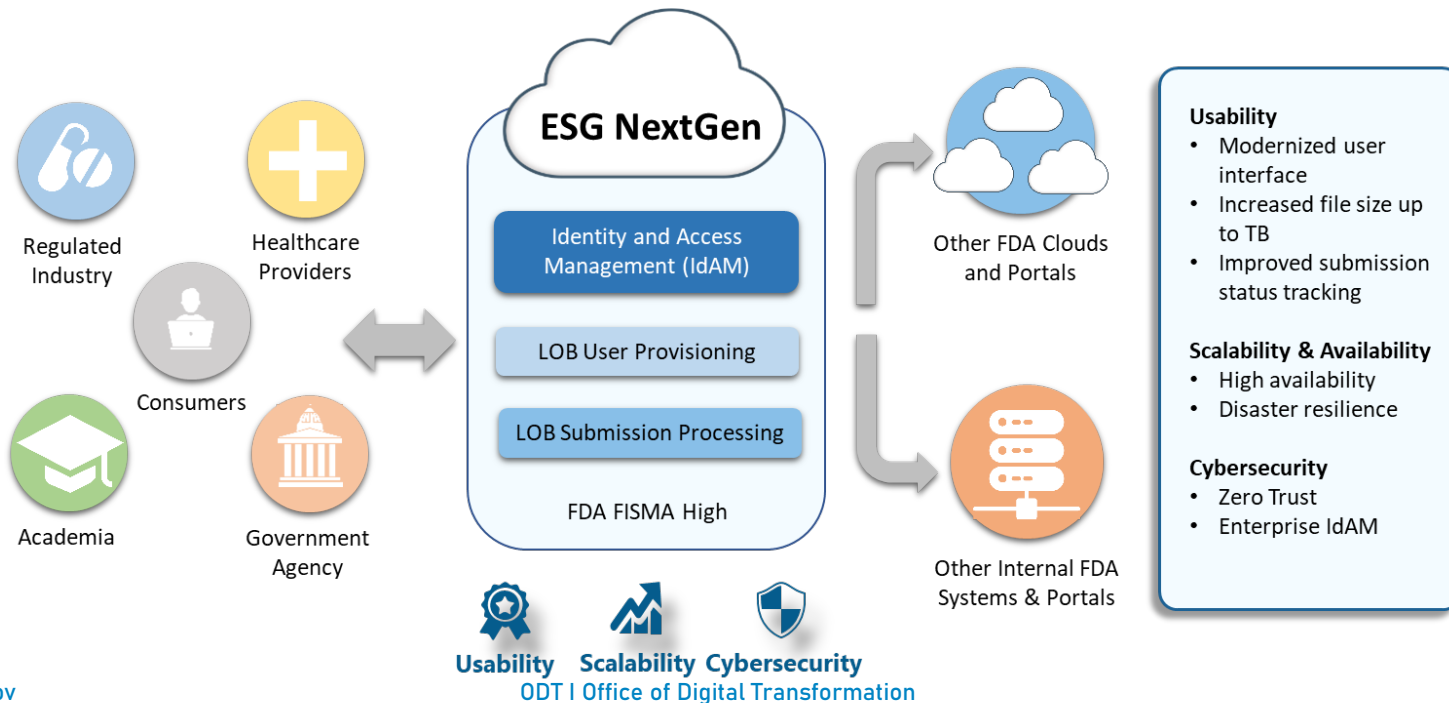 ESG NextGen
Regulated
Industry
Healthcare
Providers
Consumers
Academia
Government
Agency
Identity and Access
Management (IdAM)
LOB User Provisioning
LOB Submission Processing
FDA FISMA High
Other FDA Clouds
and Portals
Other Internal FDA
Systems & Portals
Usability
• Modernized user
interface
• Increased file size up
to TB
• Improved submission
status tracking
Scalability & Availability
• High availability
• Disaster resilience
Cybersecurity
• Zero Trust
• Enterprise IdAM
Usability
Scalability
Cybersecurity
ov
ODT I Office of Digital Transformation